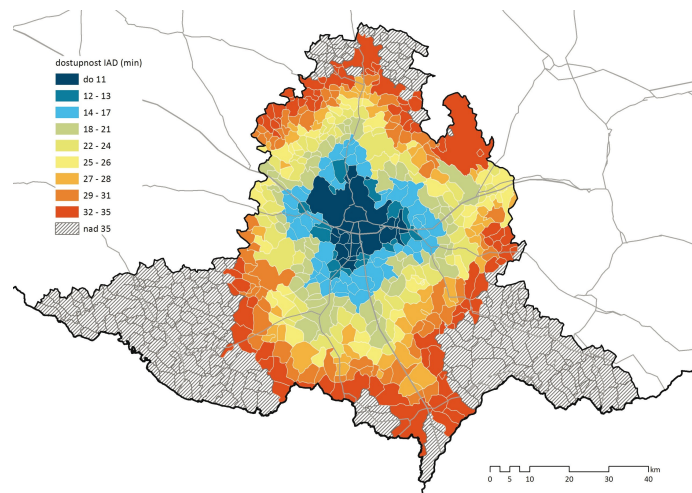 dostupnost IAD (min)
do 11
12 - 13
14 - 17
18 - 21
22 - 24
25 - 26
27 - 28
29 - 31
32 - 35
nad 35
km
0 5 10 20 30 40